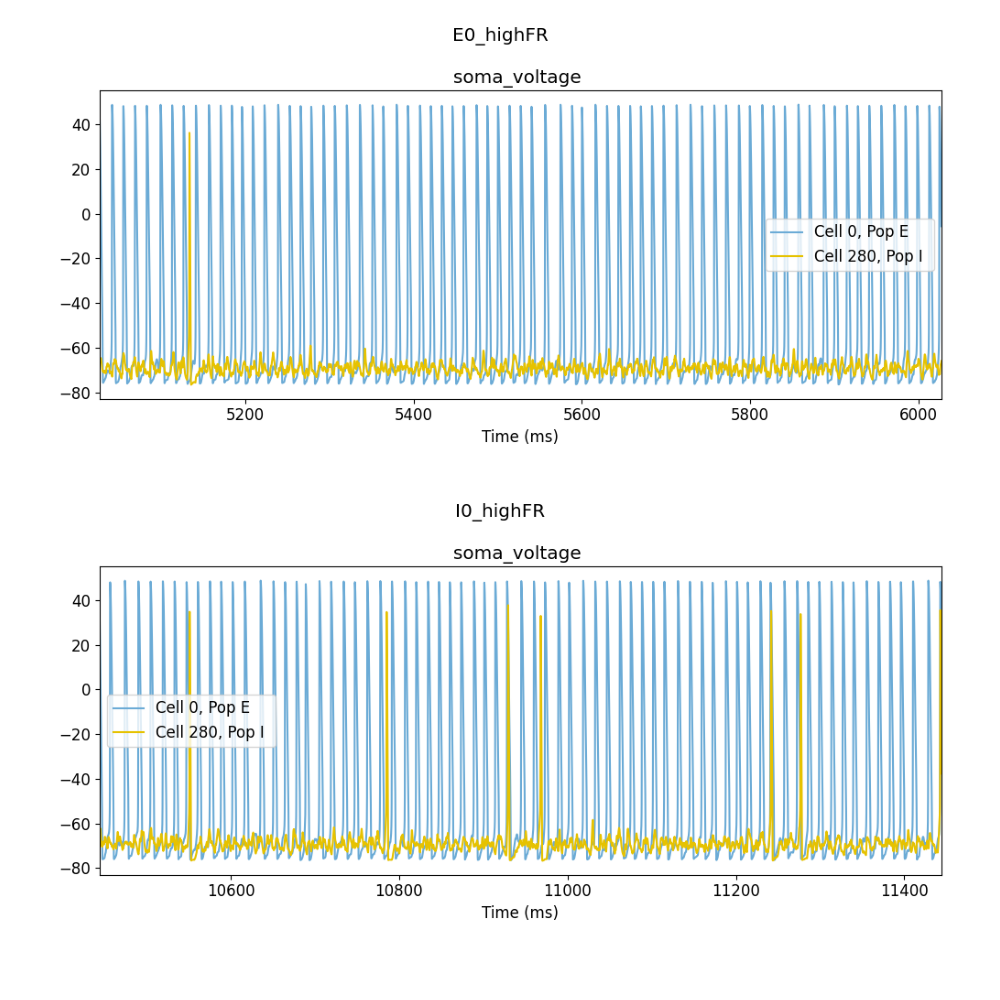 E0_highFR
soma_voltage
40
20
0
−20
−40
−60
−80
Cell 0, Pop E
Cell 280, Pop I
5200 5400 5600 5800 6000
Time (ms)
I0_highFR
soma_voltage
40
20
0
−20
−40
−60
−80
Cell 0, Pop E
Cell 280, Pop I
10600 10800 11000 11200 11400
Time (ms)